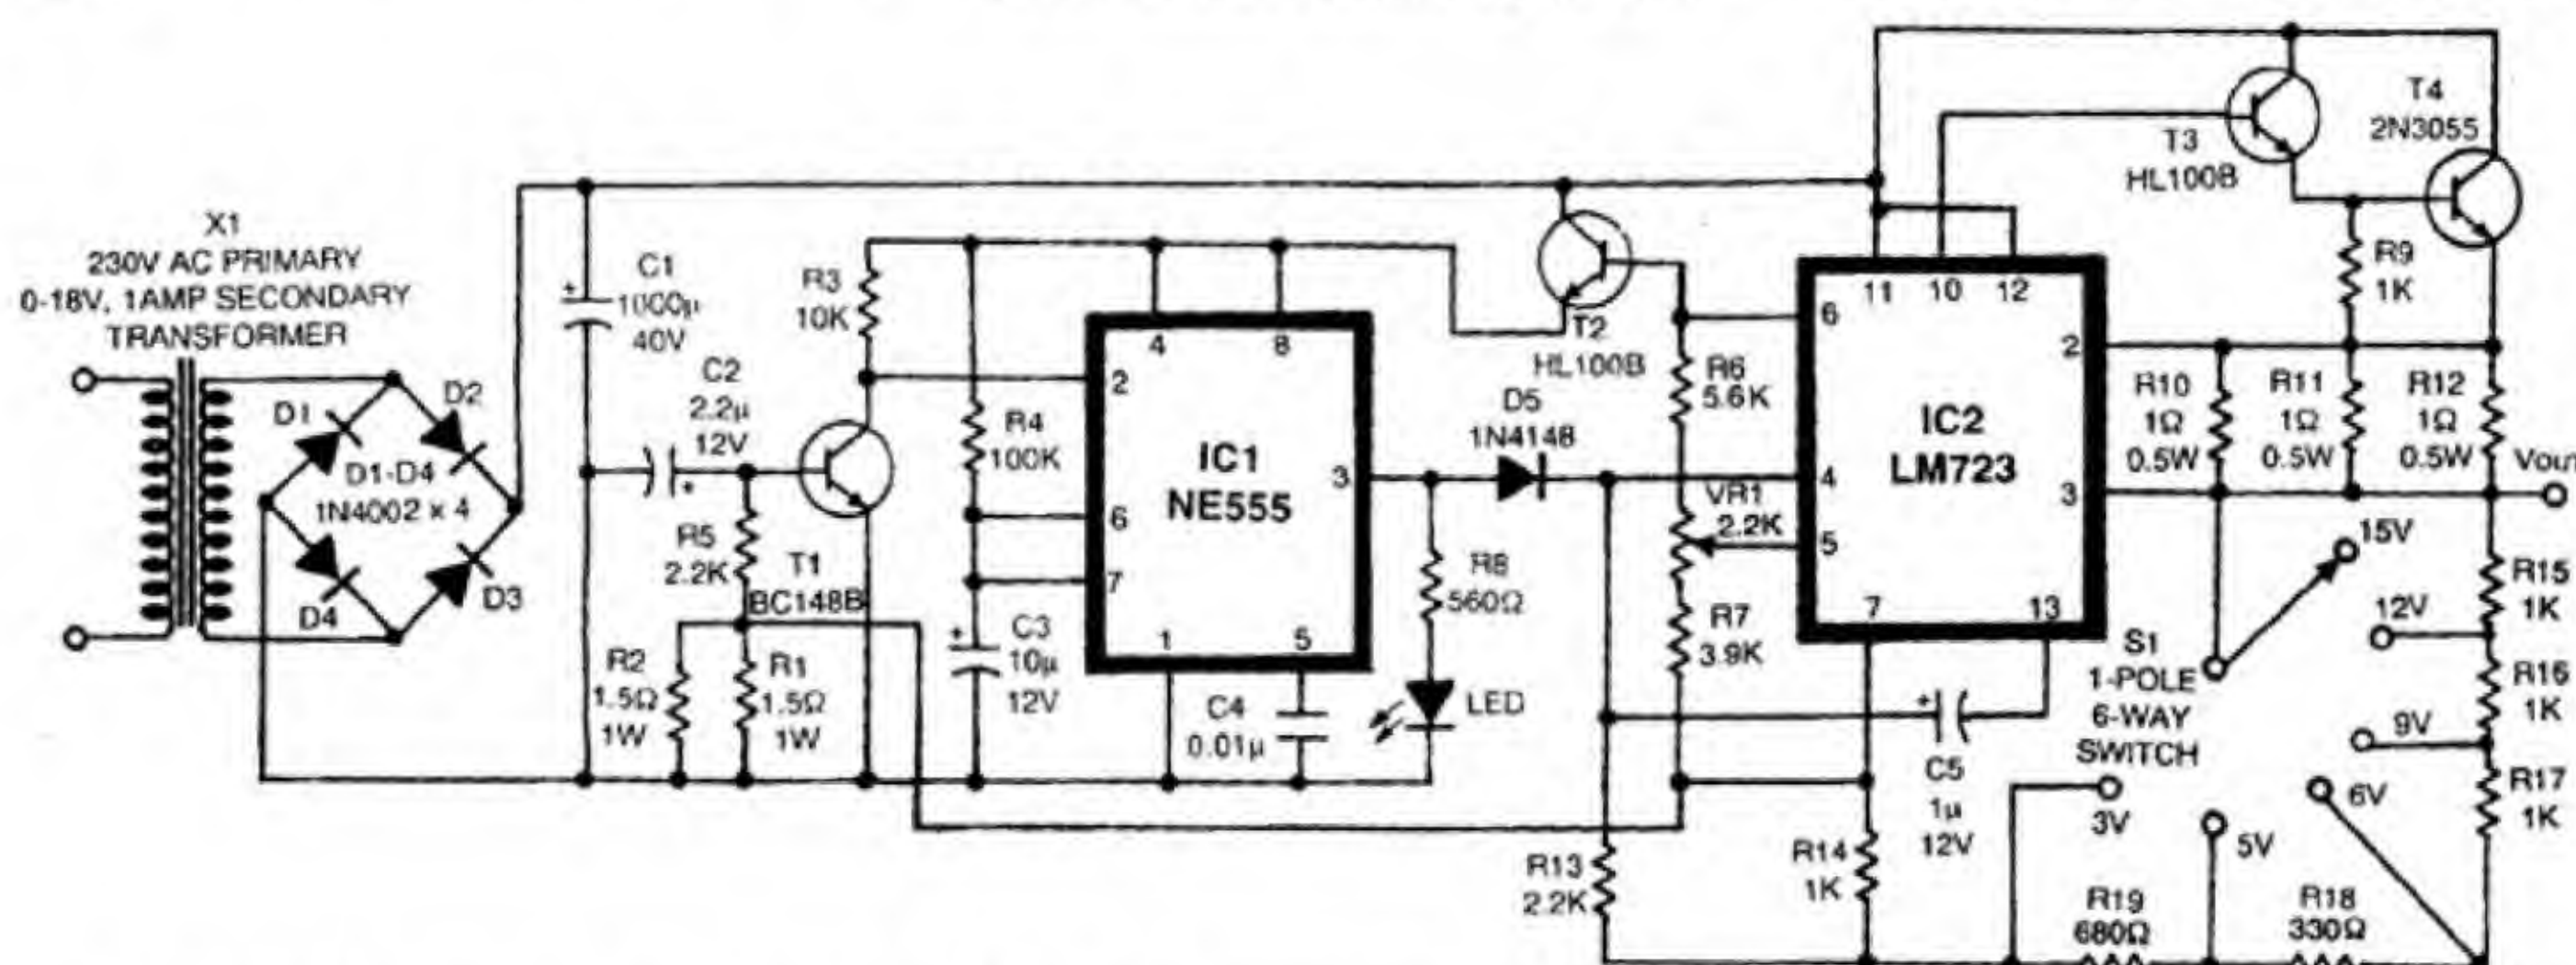 X1
230V AC PRIMARY
0-18V, 1AMP SECONDARY
TRANSFORMER
D1
D2
D1-D4
1N4002 x 4
D4
D3
+
C1
1000µ
40V
C2
2.2µ
12V
+
R3
10K
R5
2.2K
T1
BC148B
R2
1.5Ω
1W
R1
1.5Ω
1W
R4
100K
+
C3
10µ
12V
4
8
2
6
7
3
1
5
IC1
NE555
C4
0.01µ
R8
560Ω
LED
D5
1N4148
T2
HL100B
R6
5.6K
VR1
2.2K
R7
3.9K
11
10
12
6
4
5
2
3
7
13
IC2
LM723
T3
HL100B
T4
2N3055
R9
1K
R10
1Ω
0.5W
R11
1Ω
0.5W
R12
1Ω
0.5W
+
C5
1µ
12V
R13
2.2K
R14
1K
S1
1-POLE
6-WAY
SWITCH
15V
12V
9V
6V
5V
3V
R15
1K
R16
1K
R17
1K
R19
680Ω
R18
330Ω